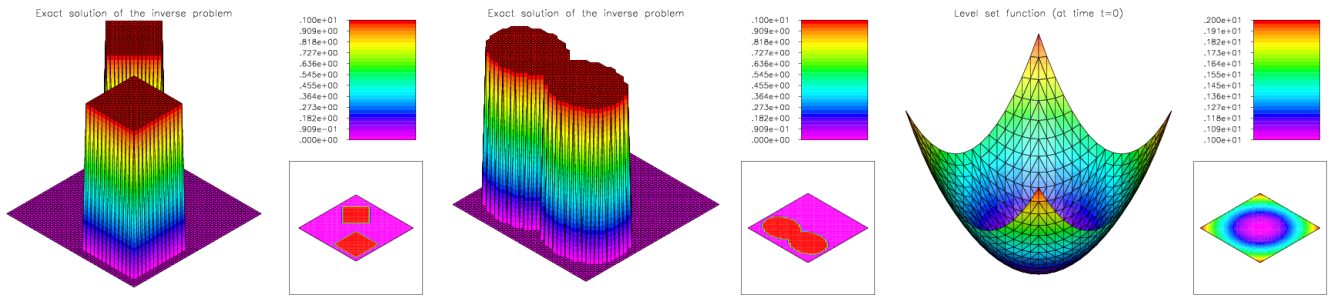 Exact solution of the inverse problem
.100e+01
.909e+00
.818e+00
.727e+00
.636e+00
.545e+00
.455e+00
.364e+00
.273e+00
.182e+00
.909e-01
.000e+00
Exact solution of the inverse problem
.100e+01
.909e+00
.818e+00
.727e+00
.636e+00
.545e+00
.455e+00
.364e+00
.273e+00
.182e+00
.909e-01
.000e+00
Level set function (at time t=0)
.200e+01
.191e+01
.182e+01
.173e+01
.164e+01
.155e+01
.145e+01
.136e+01
.127e+01
.118e+01
.109e+01
.100e+01